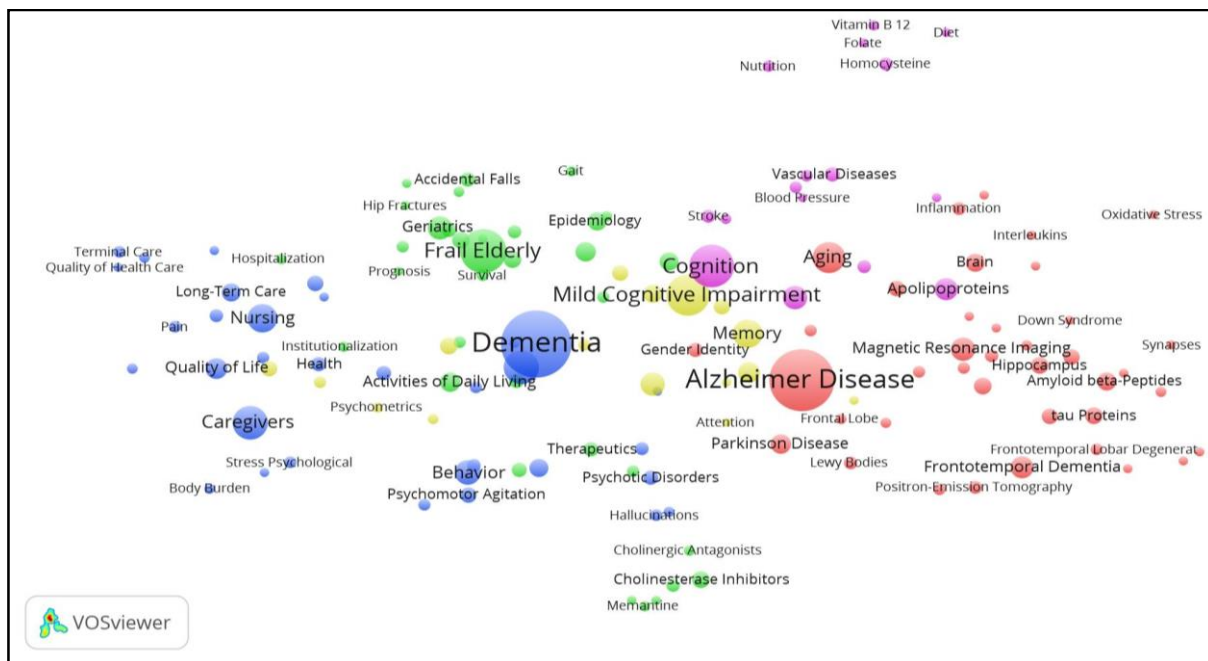 Vitamin B 12
Diet
Folate
Nutrition
Homocysteine
Gait
Vascular Diseases
Accidental Falls
Blood Pressure
Hip Fractures
Inflammation
Oxidative Stress
Geriatrics
Epidemiology
Stroke
Interleukins
Terminal Care
Frail Elderly
Aging
Hospitalization
Brain
Quality of Health Care
Cognition
Prognosis
Survival
Long-Term Care
Mild Cognitive Impairment
Apolipoproteins
Nursing
Down Syndrome
Pain
Memory
Dementia
Institutionalization
Gender Identity
Magnetic Resonance Imaging
Synapses
Quality of Life
Health
Hippocampus
Activities of Daily Living
Alzheimer Disease
Amyloid beta-Peptides
Psychometrics
tau Proteins
Caregivers
Attention
Frontal Lobe
Parkinson Disease
Therapeutics
Frontotemporal Lobar Degenerat
Stress Psychological
Lewy Bodies
Behavior
Psychotic Disorders
Frontotemporal Dementia
Body Burden
Psychomotor Agitation
Positron-Emission Tomography
Hallucinations
Cholinergic Antagonists
Cholinesterase Inhibitors
Memantine
VOSviewer